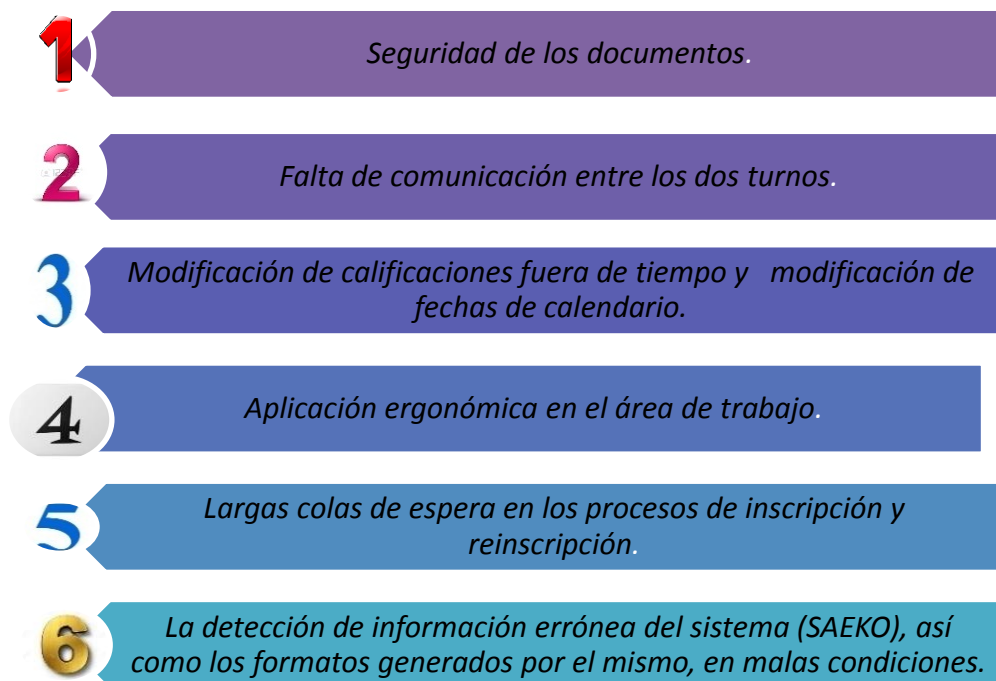 1
Seguridad de los documentos.
2
Falta de comunicación entre los dos turnos.
3
Modificación de calificaciones fuera de tiempo y modificación de
fechas de calendario.
4
Aplicación ergonómica en el área de trabajo.
5
Largas colas de espera en los procesos de inscripción y
reinscripción.
6
La detección de información errónea del sistema (SAEKO), así
como los formatos generados por el mismo, en malas condiciones.